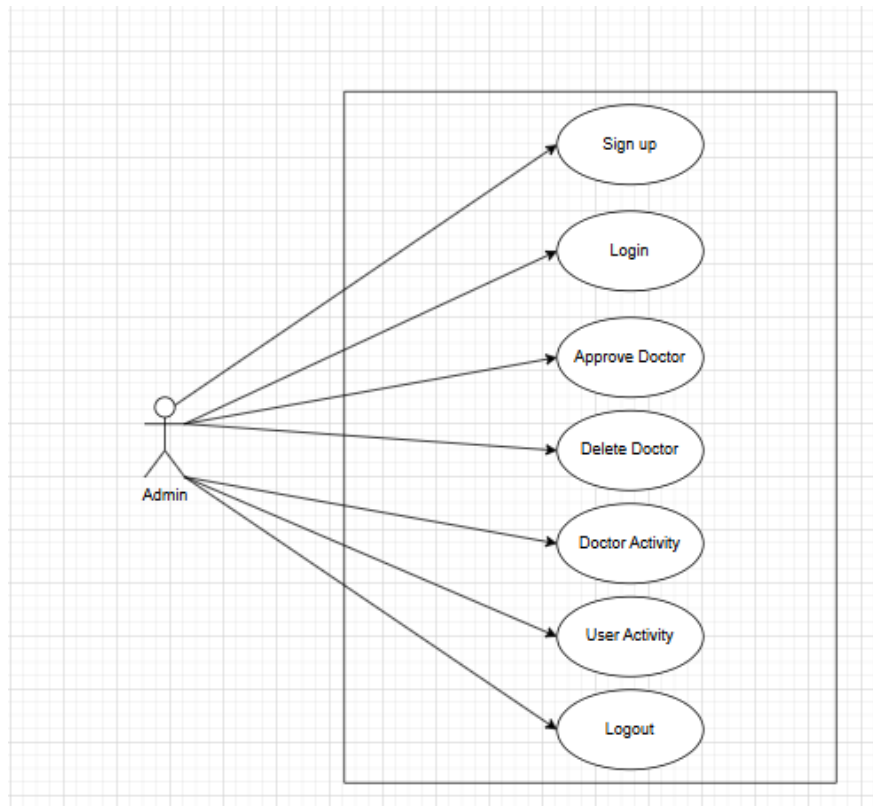 Sign up
Login
Approve Doctor
Delete Doctor
Admin
Doctor Activity
User Activity
Logout